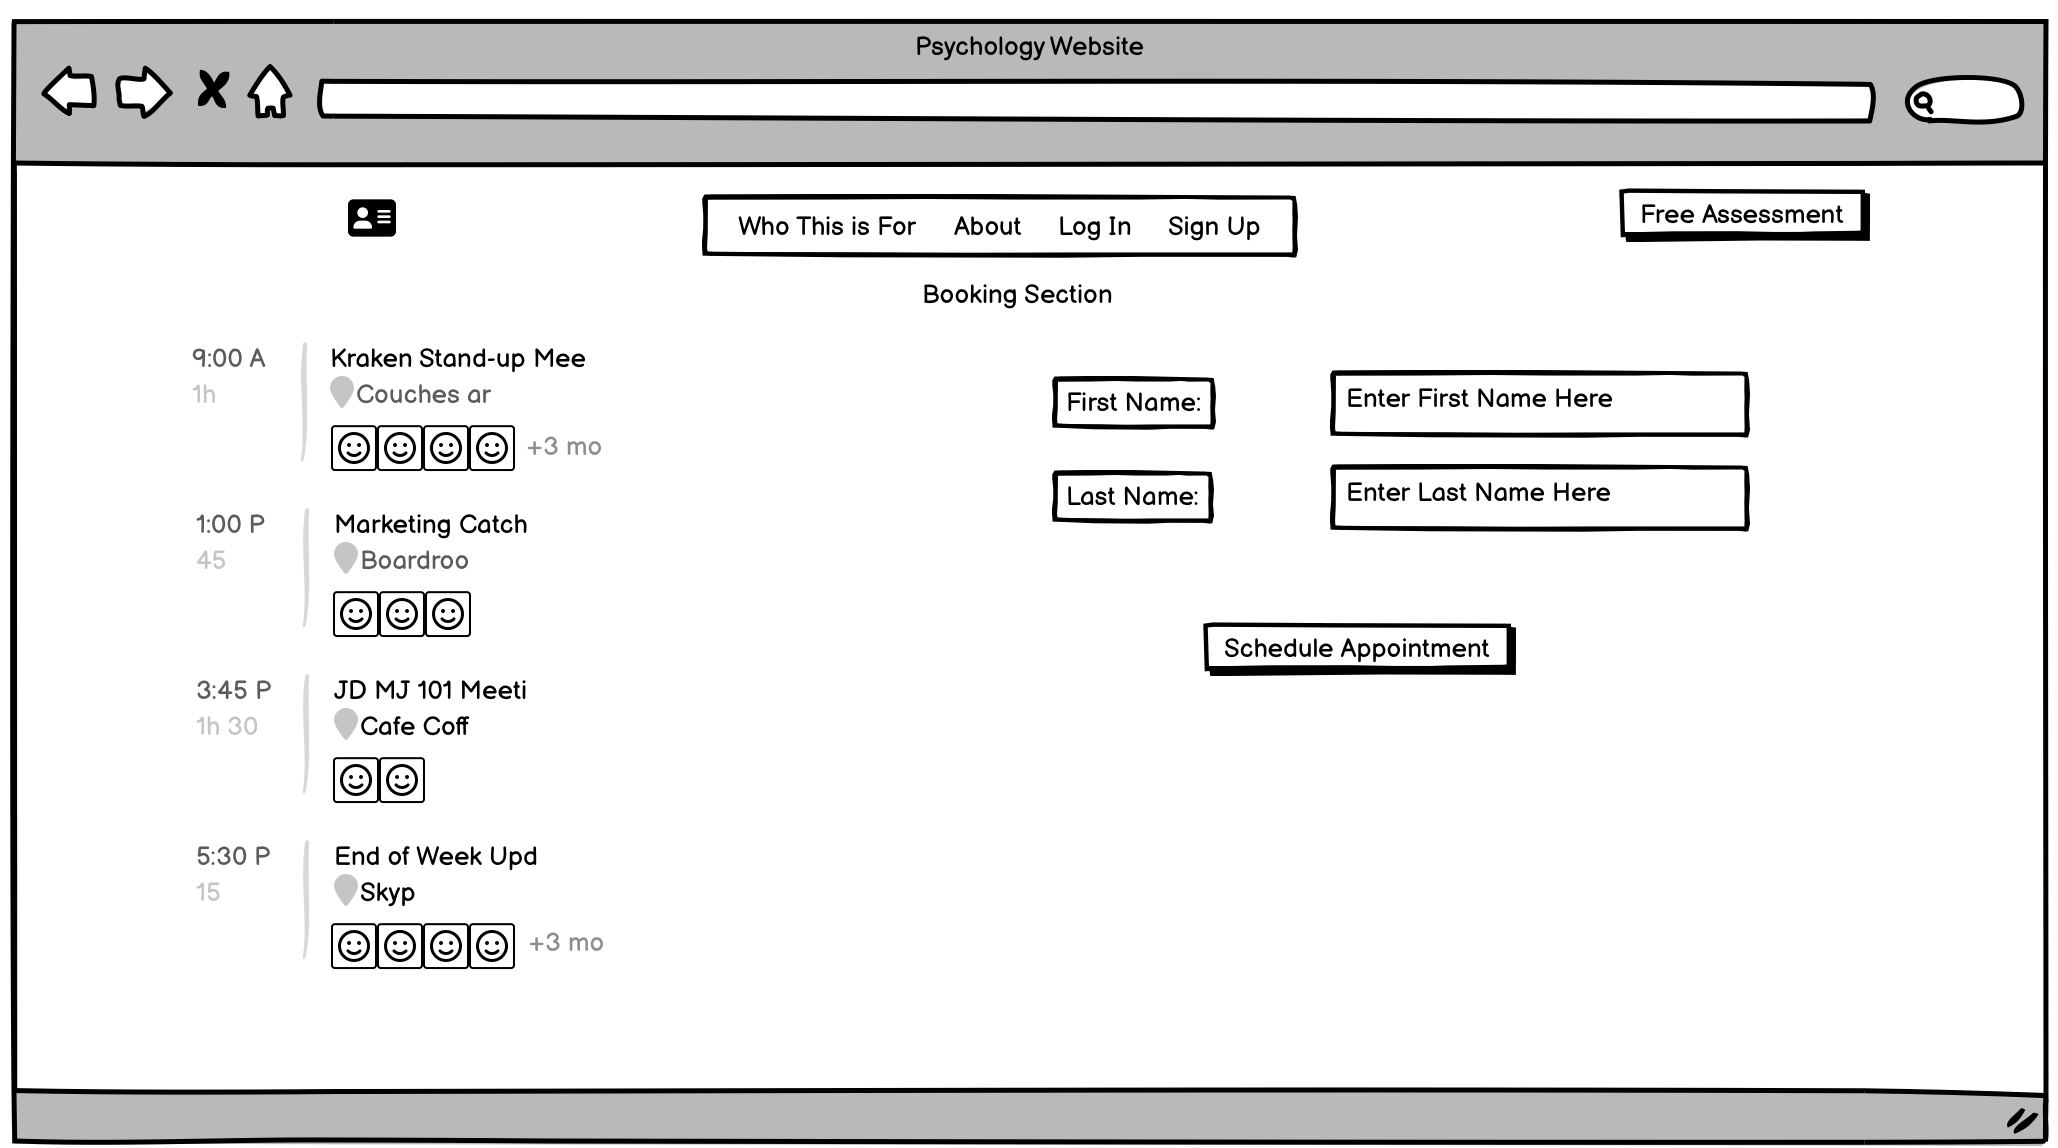 Psychology Website
Who This is For About Log In Sign Up
Free Assessment
Booking Section
9:00 A
1h
Kraken Stand-up Mee
Couches ar
+3 mo
1:00 P
45
Marketing Catch
Boardroo
3:45 P
1h 30
JD MJ 101 Meeti
Cafe Coff
5:30 P
15
End of Week Upd
Skyp
+3 mo
First Name:
Enter First Name Here
Last Name:
Enter Last Name Here
Schedule Appointment